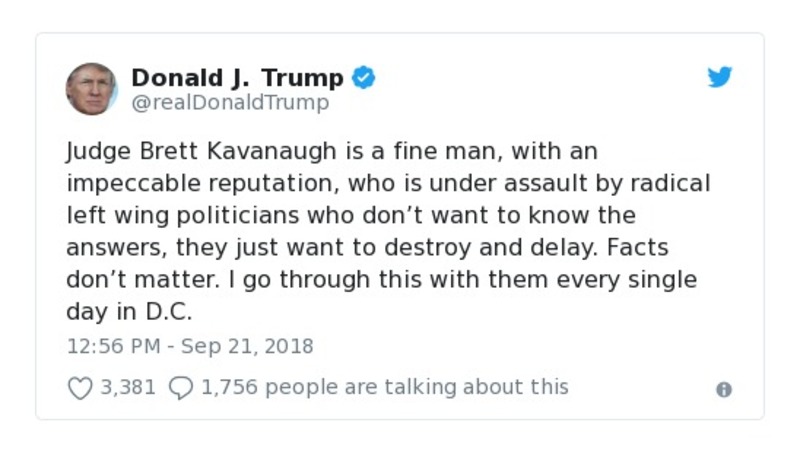 Donald J. Trump
@realDonaldTrump
Judge Brett Kavanaugh is a fine man, with an
impeccable reputation, who is under assault by radical
left wing politicians who don’t want to know the
answers, they just want to destroy and delay. Facts
don’t matter. I go through this with them every single
day in D.C.
12:56 PM - Sep 21, 2018
3,381 1,756 people are talking about this